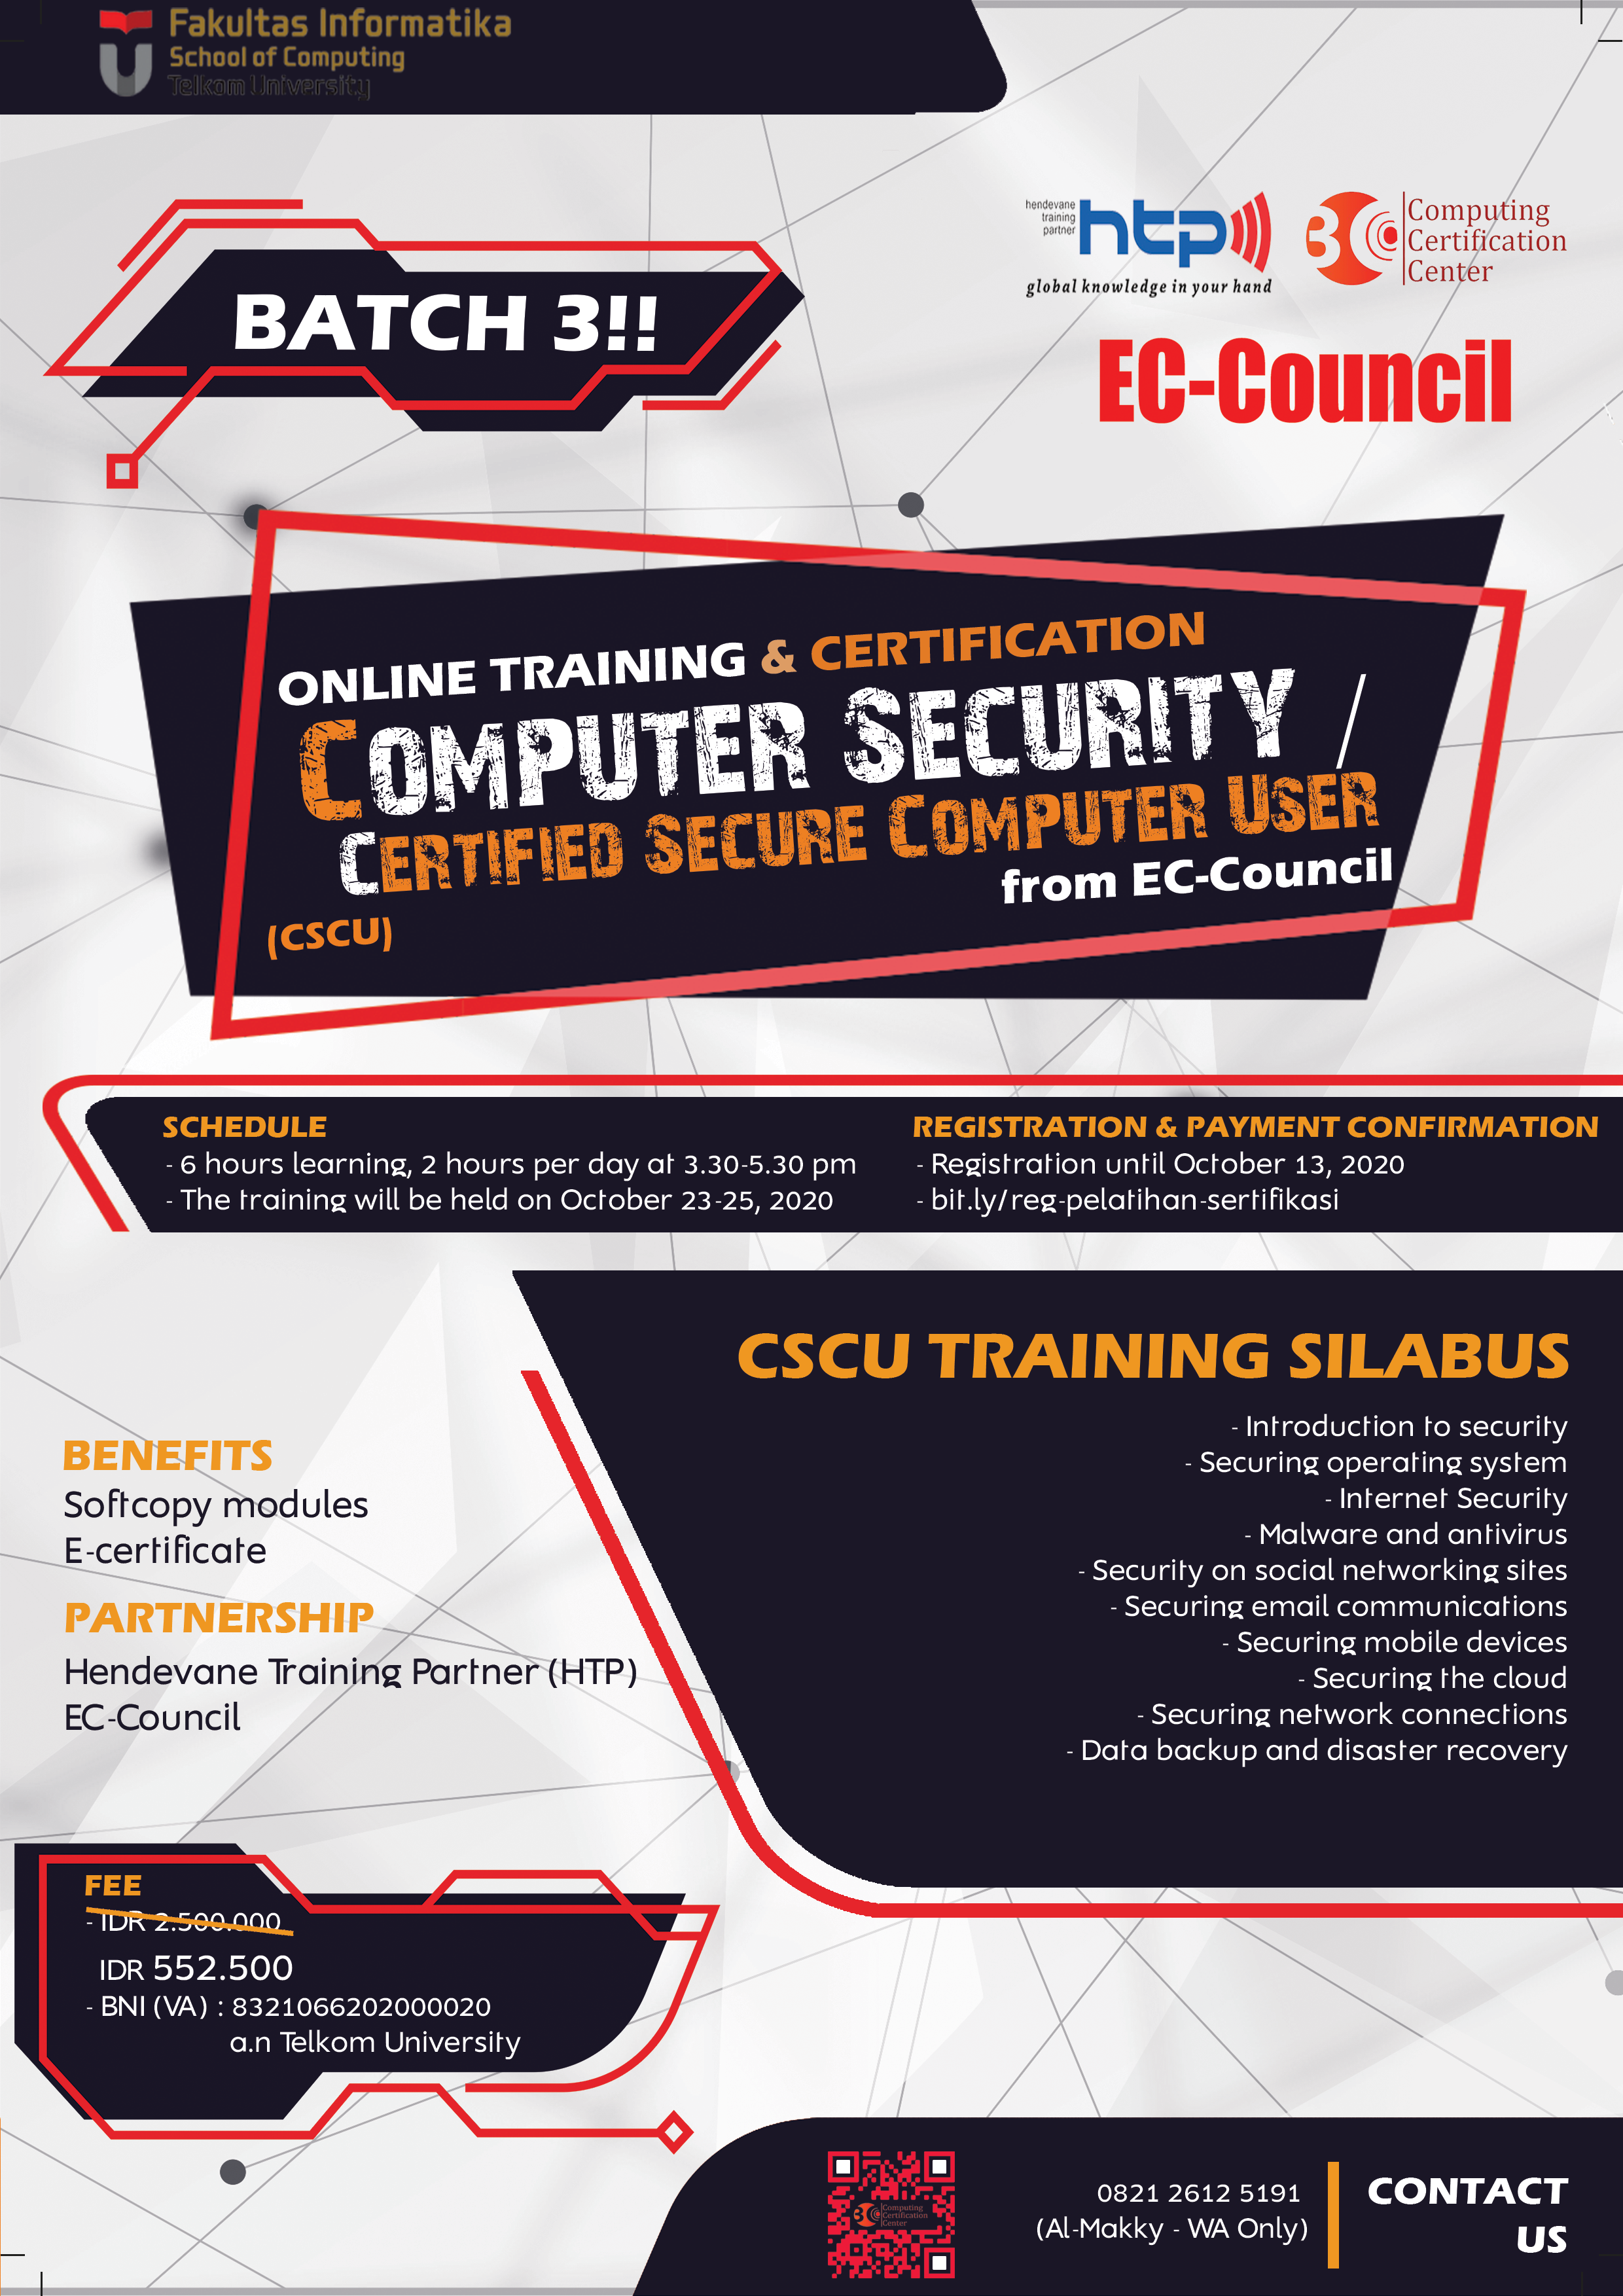 Fakultas Informatika
School of Computing
Telkom University
hendevane
training
partner
htp
global knowledge in your hand
3C
Computing
Certification
Center
BATCH 3!!
EC-Council
ONLINE TRAINING & CERTIFICATION
COMPUTER SECURITY /
CERTIFIED SECURE COMPUTER USER
from EC-Council
(CSCU)
SCHEDULE
- 6 hours learning, 2 hours per day at 3.30-5.30 pm
- The training will be held on October 23-25, 2020
REGISTRATION & PAYMENT CONFIRMATION
- Registration until October 13, 2020
- bit.ly/reg-pelatihan-sertifikasi
CSCU TRAINING SILABUS
- Introduction to security
- Securing operating system
- Internet Security
- Malware and antivirus
- Security on social networking sites
- Securing email communications
- Securing mobile devices
- Securing the cloud
- Securing network connections
- Data backup and disaster recovery
BENEFITS
Softcopy modules
E-certificate
PARTNERSHIP
Hendevane Training Partner (HTP)
EC-Council
FEE
- IDR 2.500.000
IDR 552.500
- BNI (VA) : 8321066202000020
a.n Telkom University
3C
Computing
Certification
Center
0821 2612 5191
(Al-Makky - WA Only)
CONTACT
US